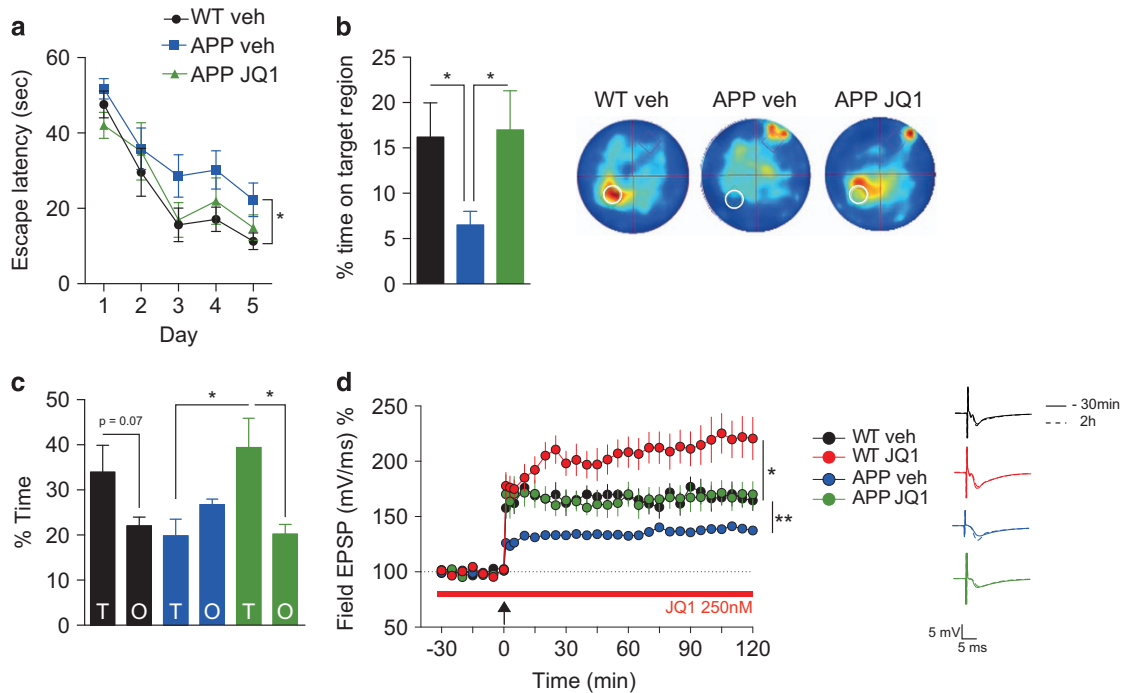 a
WT veh
APP veh
APP JQ1
Escape latency (sec)
60
40
20
0
*
1 2 3 4 5
Day
b
% time on target region
25
20
15
10
5
0
* *
WT veh APP veh APP JQ1
c
% Time
50
40
30
20
10
0
p = 0.07
* *
T O T O T O
d
Field EPSP (mV/ms) %
250
200
150
100
50
*
**
JQ1 250nM
-30 0 30 60 90 120
Time (min)
WT veh
WT JQ1
APP veh
APP JQ1
- 30min
2h
5 mV
5 ms